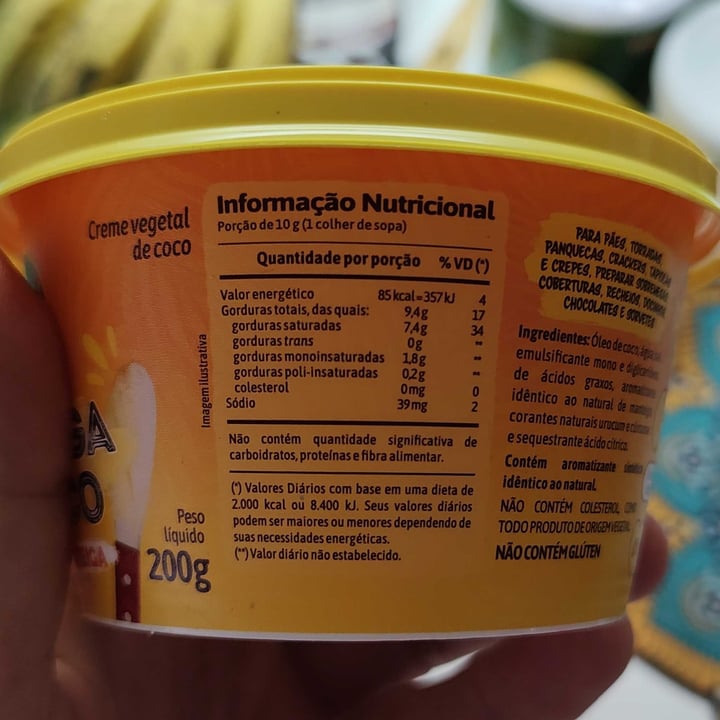 Creme vegetal
de coco
Imagem ilustrativa
SA
Peso
líquido
200g
Informação Nutricional
Porção de 10 g (1 colher de sopa)
Quantidade por porção % VD (*)
Valor energético 85 kcal=357 kJ 4
Gorduras totais, das quais: 9,4g 17
gorduras saturadas 7,4g 34
gorduras trans 0g **
gorduras monoinsaturadas 1,8g **
gorduras poli-insaturadas 0,2g **
colesterol 0mg 0
Sódio 39mg 2
Não contém quantidade significativa de
carboidratos, proteínas e fibra alimentar.
(*) Valores Diários com base em uma dieta de
2.000 kcal ou 8.400 kJ. Seus valores diários
podem ser maiores ou menores dependendo de
suas necessidades energéticas.
(**) Valor diário não estabelecido.
PARA PÃES, TORRADAS,
PANQUECAS, CRACKERS,
E CREPES, PREPARAR
COBERTURAS, RECHEIOS,
CHOCOLATES E SORVETES
Ingredientes: Óleo de coco,
emulsificante mono e
de ácidos graxos,
idêntico ao natural de
corantes naturais urucum e
e sequestrante ácido cítrico.
Contém aromatizante
idêntico ao natural.
NÃO CONTÉM COLESTEROL, COMO
TODO PRODUTO DE ORIGEM VEGETAL.
NÃO CONTÉM GLÚTEN